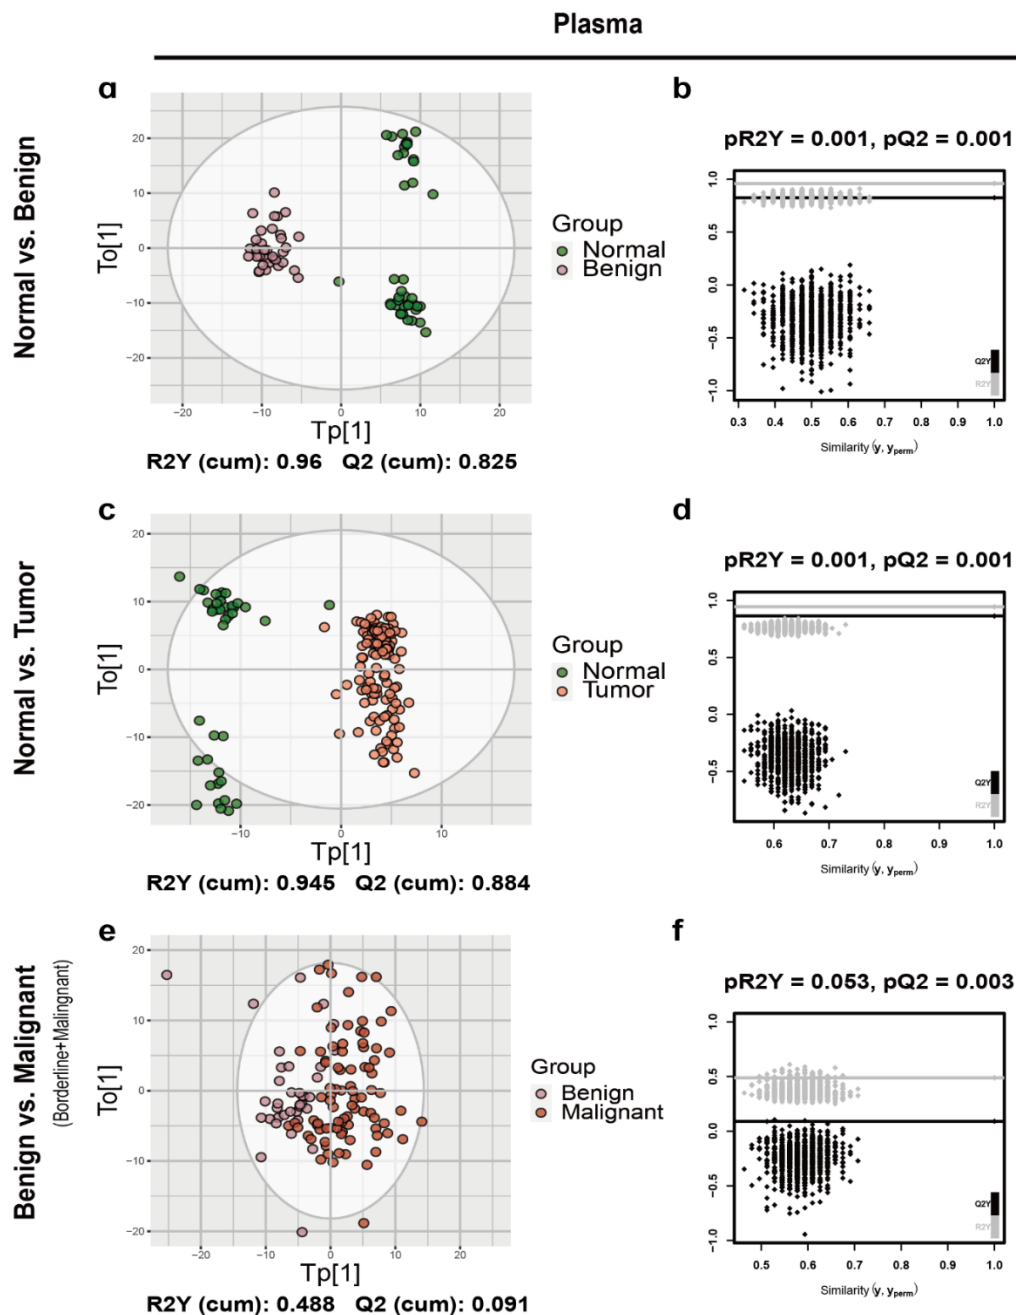 Plasma
Normal vs. Benign
a
To[1]
20
10
0
−10
−20
−20
−10
0
10
20
Tp[1]
R2Y (cum): 0.96 Q2 (cum): 0.825
Group
Normal
Benign
b
pR2Y = 0.001, pQ2 = 0.001
1.0
0.5
0.0
−0.5
−1.0
Q2Y
R2Y
0.3 0.4 0.5 0.6 0.7 0.8 0.9 1.0
Similarity (y, yperm)
Normal vs. Tumor
c
To[1]
20
10
0
−10
−20
−10
0
10
Tp[1]
R2Y (cum): 0.945 Q2 (cum): 0.884
Group
Normal
Tumor
d
pR2Y = 0.001, pQ2 = 0.001
1.0
0.5
0.0
−0.5
Q2Y
R2Y
0.6 0.7 0.8 0.9 1.0
Similarity (y, yperm)
Benign vs. Malignant
(Borderline+Malingnant)
e
To[1]
20
10
0
−10
−20
−20
−10
0
10
20
Tp[1]
R2Y (cum): 0.488 Q2 (cum): 0.091
Group
Benign
Malignant
f
pR2Y = 0.053, pQ2 = 0.003
1.0
0.5
0.0
−0.5
−1.0
Q2Y
R2Y
0.5 0.6 0.7 0.8 0.9 1.0
Similarity (y, yperm)